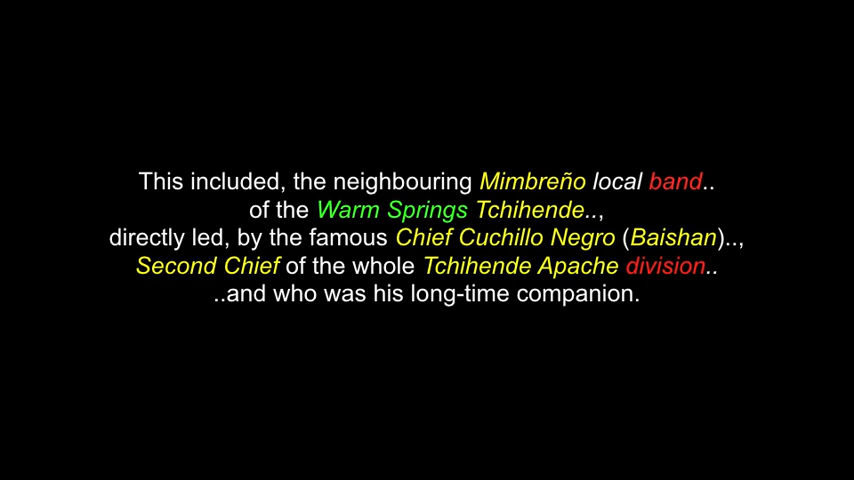 This included, the neighbouring Mimbreño local band..
of the Warm Springs Tchihende..,
directly led, by the famous Chief Cuchillo Negro (Baishan)..,
Second Chief of the whole Tchihende Apache division..
..and who was his long-time companion.